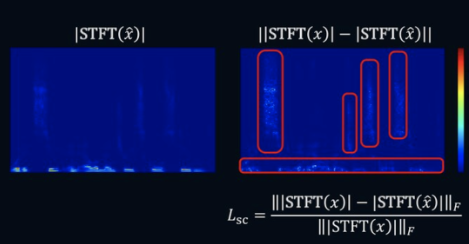 |STFT(x̂)|
||STFT(x)| − |STFT(x̂)||
L_sc = ‖|STFT(x)| − |STFT(x̂)|‖_F / ‖|STFT(x)|‖_F